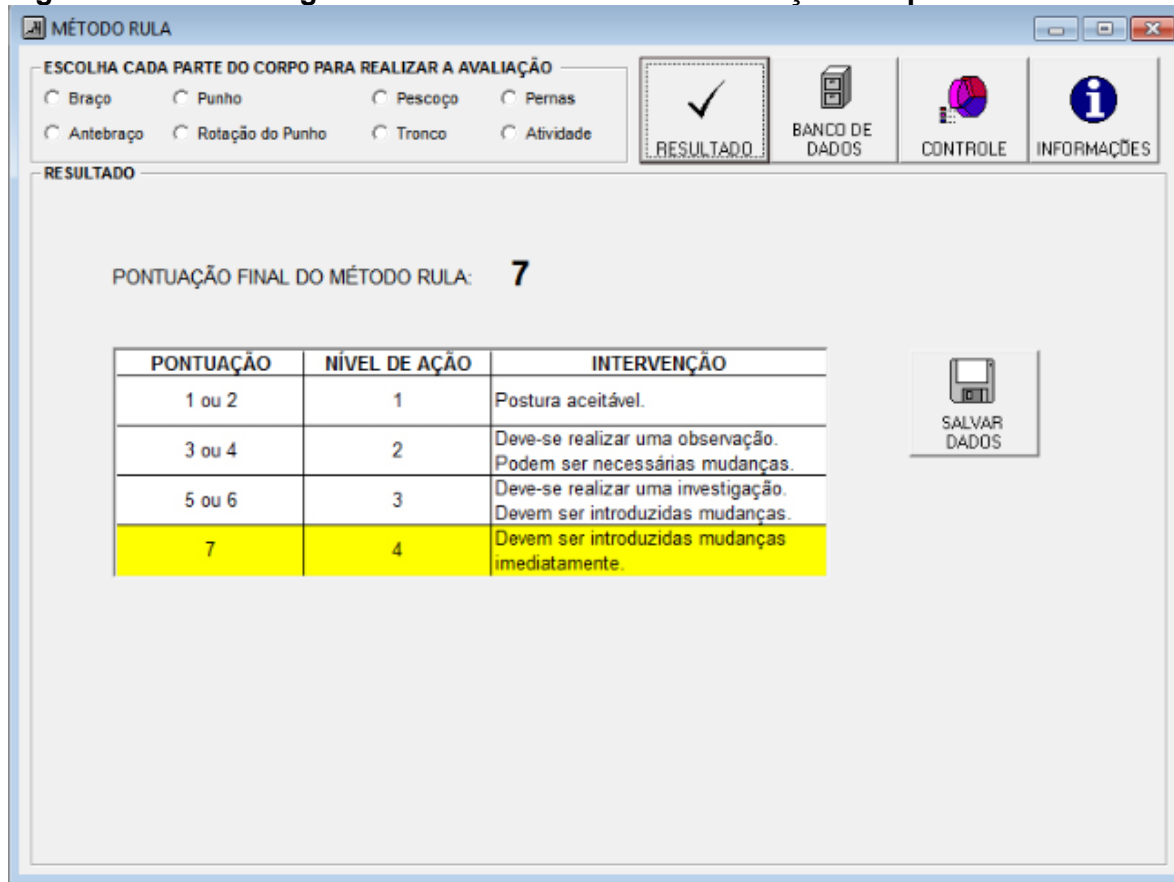 MÉTODO RULA
ESCOLHA CADA PARTE DO CORPO PARA REALIZAR A AVALIAÇÃO
Braço Punho Pescoço Pernas
Antebraço Rotação do Punho Tronco Atividade
RESULTADO
BANCO DE
DADOS
CONTROLE
INFORMAÇÕES
RESULTADO
PONTUAÇÃO FINAL DO MÉTODO RULA: 7
PONTUAÇÃO NÍVEL DE AÇÃO INTERVENÇÃO
1 ou 2 1 Postura aceitável.
3 ou 4 2 Deve-se realizar uma observação.
Podem ser necessárias mudanças.
5 ou 6 3 Deve-se realizar uma investigação.
Devem ser introduzidas mudanças.
7 4 Devem ser introduzidas mudanças
imediatamente.
SALVAR
DADOS